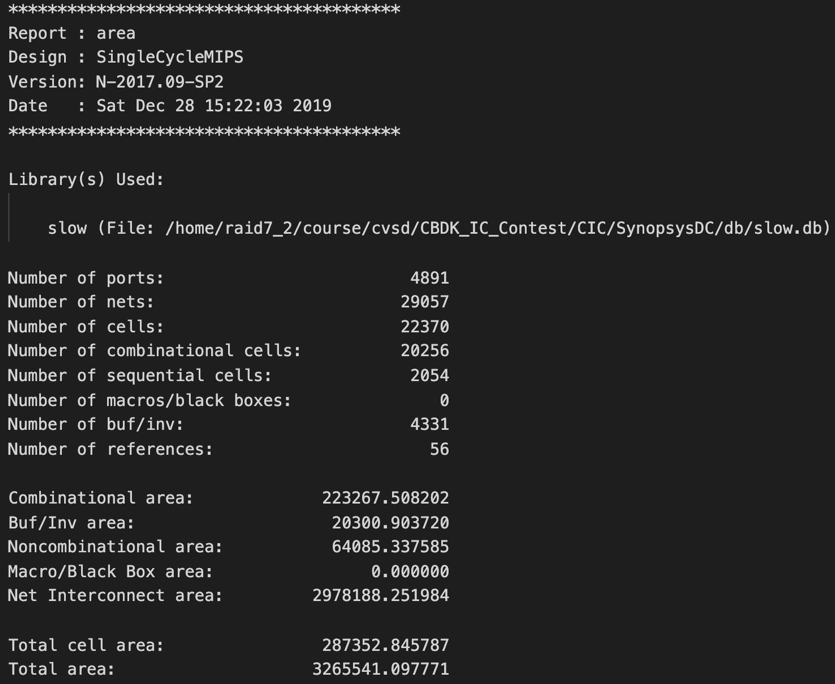 ****************************************
Report : area
Design : SingleCycleMIPS
Version: N-2017.09-SP2
Date   : Sat Dec 28 15:22:03 2019
****************************************
Library(s) Used:
slow (File: /home/raid7_2/course/cvsd/CBDK_IC_Contest/CIC/SynopsysDC/db/slow.db)
Number of ports: 4891
Number of nets: 29057
Number of cells: 22370
Number of combinational cells: 20256
Number of sequential cells: 2054
Number of macros/black boxes: 0
Number of buf/inv: 4331
Number of references: 56
Combinational area: 223267.508202
Buf/Inv area: 20300.903720
Noncombinational area: 64085.337585
Macro/Black Box area: 0.000000
Net Interconnect area: 2978188.251984
Total cell area: 287352.845787
Total area: 3265541.097771